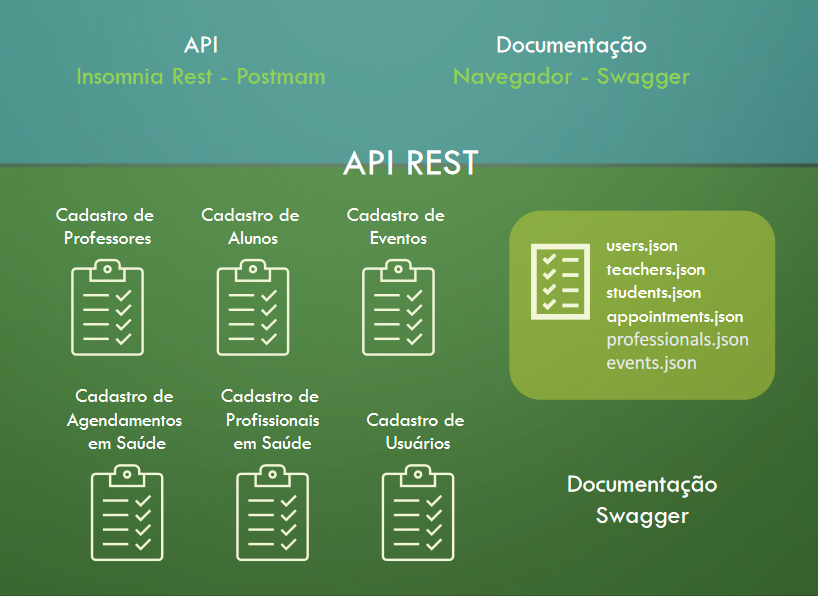 API
Insomnia Rest - Postmam
Documentação
Navegador - Swagger
API REST
Cadastro de
Professores
Cadastro de
Alunos
Cadastro de
Eventos
users.json
teachers.json
students.json
appointments.json
professionals.json
events.json
Cadastro de
Agendamentos
em Saúde
Cadastro de
Profissionais
em Saúde
Cadastro de
Usuários
Documentação
Swagger